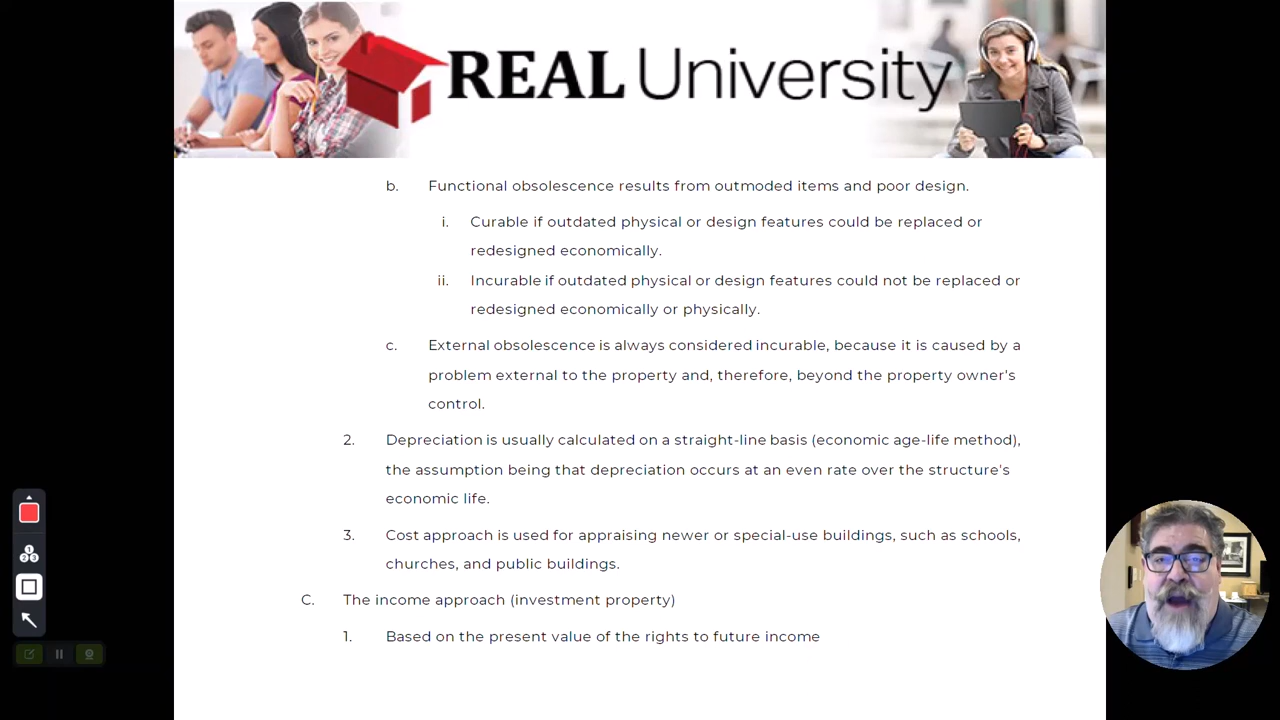 REAL University
b. Functional obsolescence results from outmoded items and poor design.
i. Curable if outdated physical or design features could be replaced or
redesigned economically.
ii. Incurable if outdated physical or design features could not be replaced or
redesigned economically or physically.
c. External obsolescence is always considered incurable, because it is caused by a
problem external to the property and, therefore, beyond the property owner's
control.
2. Depreciation is usually calculated on a straight-line basis (economic age-life method),
the assumption being that depreciation occurs at an even rate over the structure's
economic life.
3. Cost approach is used for appraising newer or special-use buildings, such as schools,
churches, and public buildings.
C. The income approach (investment property)
1. Based on the present value of the rights to future income